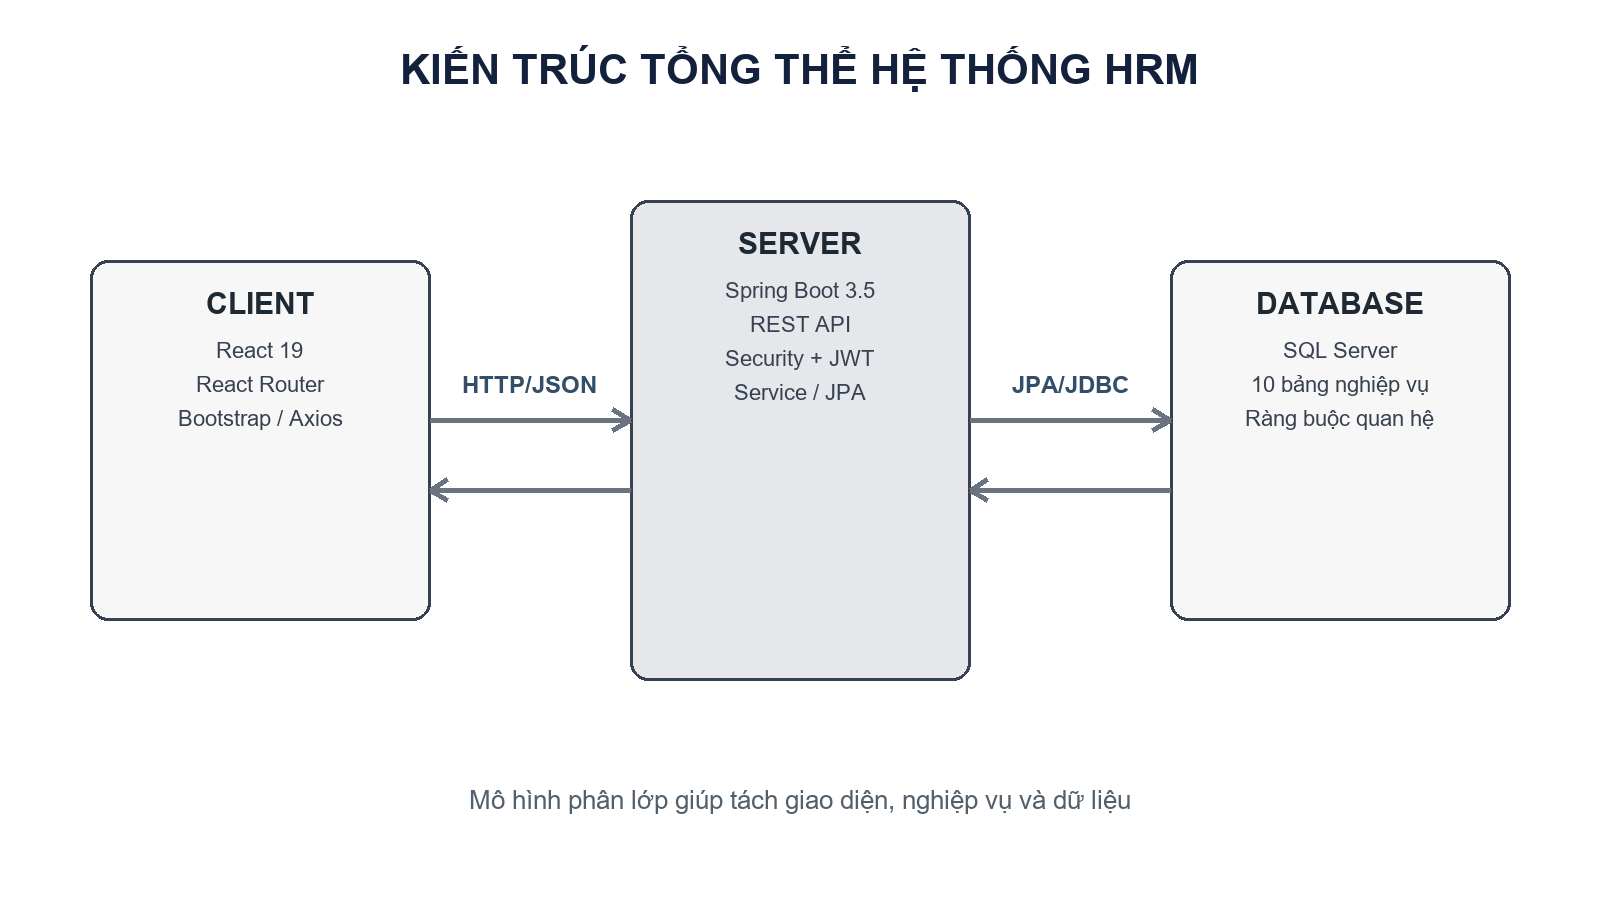 KIẾN TRÚC TỔNG THỂ HỆ THỐNG HRM
CLIENT
React 19
React Router
Bootstrap / Axios
HTTP/JSON
SERVER
Spring Boot 3.5
REST API
Security + JWT
Service / JPA
JPA/JDBC
DATABASE
SQL Server
10 bảng nghiệp vụ
Ràng buộc quan hệ
Mô hình phân lớp giúp tách giao diện, nghiệp vụ và dữ liệu